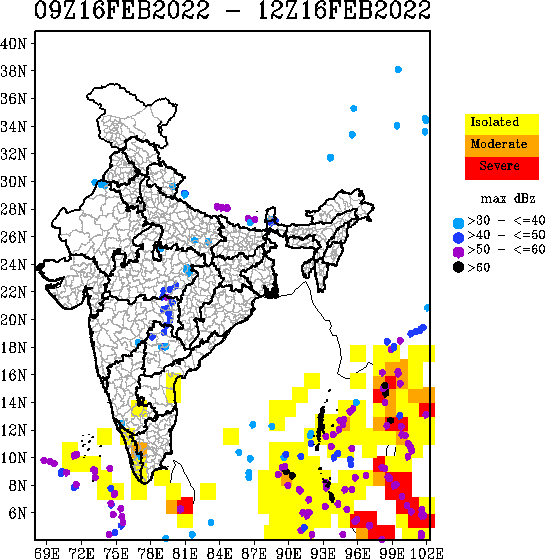 09Z16FEB2022 - 12Z16FEB2022
40N
38N
36N
34N
32N
30N
28N
26N
24N
22N
20N
18N
16N
14N
12N
10N
8N
6N
69E 72E 75E 78E 81E 84E 87E 90E 93E 96E 99E 102E
Isolated
Moderate
Severe
max dBz
>30 - <=40
>40 - <=50
>50 - <=60
>60